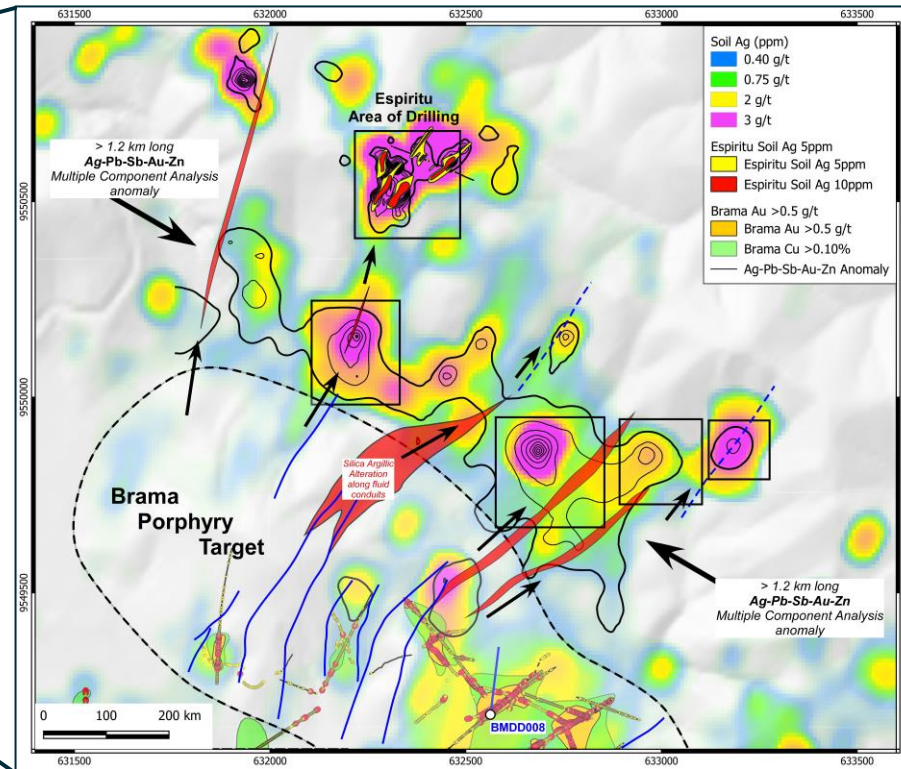 631500
632000
632500
633000
633500
9550500
9550000
9549500
Soil Ag (ppm)
0.40 g/t
0.75 g/t
2 g/t
3 g/t
Espiritu Soil Ag 5ppm
Espiritu Soil Ag 5ppm
Espiritu Soil Ag 10ppm
Brama Au >0.5 g/t
Brama Au >0.5 g/t
Brama Cu >0.10%
Ag-Pb-Sb-Au-Zn Anomaly
Espiritu
Area of Drilling
> 1.2 km long
Ag-Pb-Sb-Au-Zn
Multiple Component Analysis
anomaly
Silica Argillic
Alteration
along fluid
conduits
Brama
Porphyry
Target
> 1.2 km long
Ag-Pb-Sb-Au-Zn
Multiple Component Analysis
anomaly
BMDD008
0 100 200 km
631500
632000
632500
633000
633500